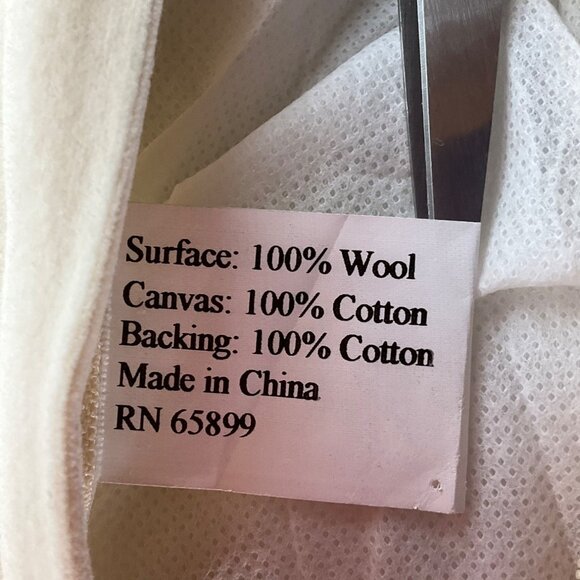 Surface: 100% Wool
Canvas: 100% Cotton
Backing: 100% Cotton
Made in China
RN 65899